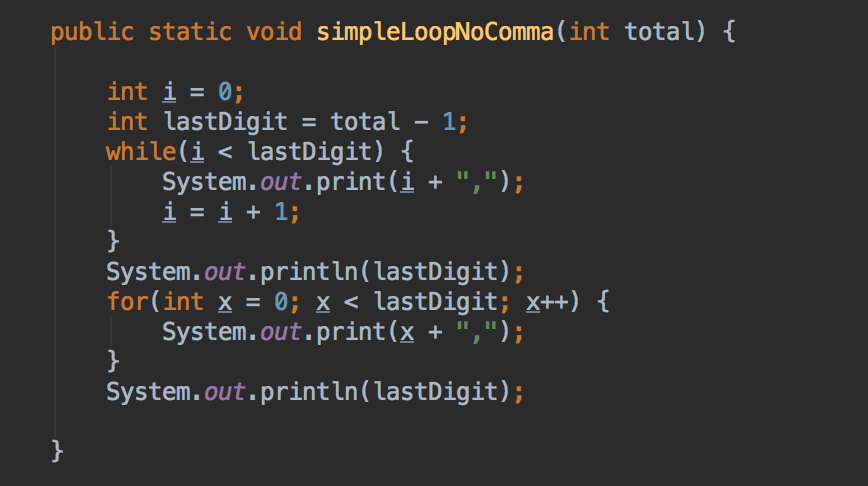 public static void simpleLoopNoComma(int total) {
int i = 0;
int lastDigit = total - 1;
while(i < lastDigit) {
System.out.print(i + ",");
i = i + 1;
}
System.out.println(lastDigit);
for(int x = 0; x < lastDigit; x++) {
System.out.print(x + ",");
}
System.out.println(lastDigit);
}